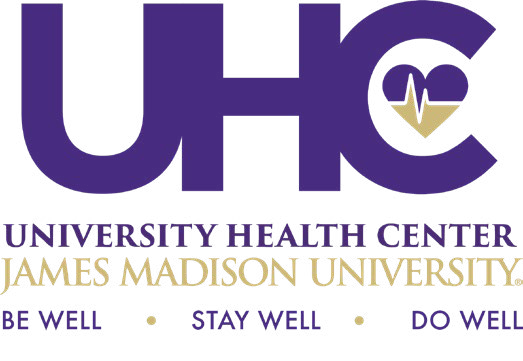 UHC
UNIVERSITY HEALTH CENTER
JAMES MADISON UNIVERSITY®
BE WELL • STAY WELL • DO WELL